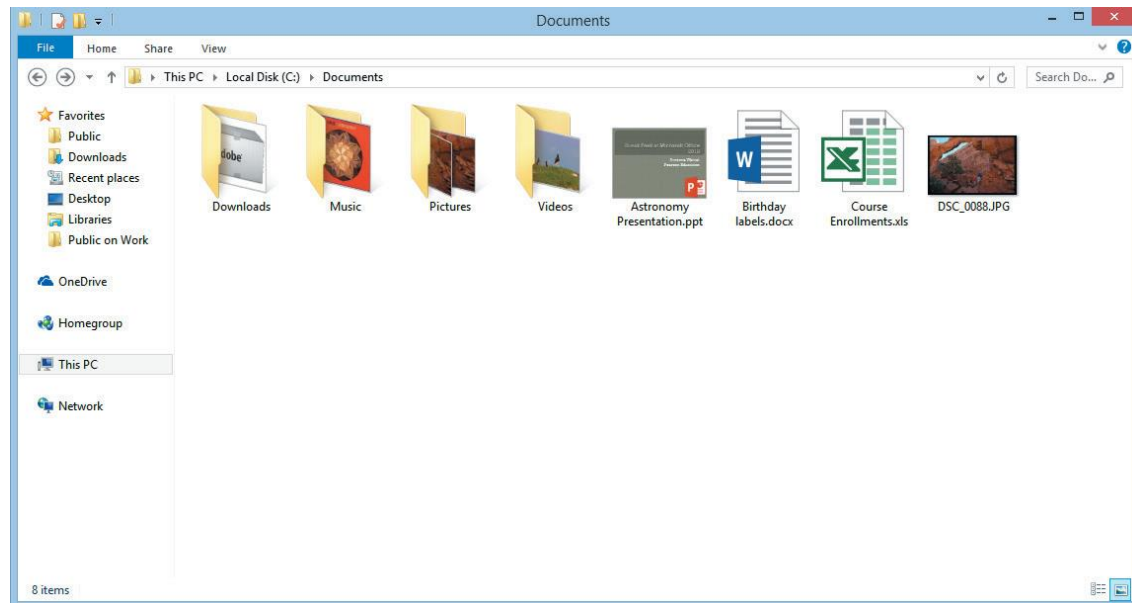 Documents
File Home Share View
This PC Local Disk (C:) Documents
Search Do...
Favorites
Public
Downloads
Recent places
Desktop
Libraries
Public on Work
OneDrive
Homegroup
This PC
Network
Adobe
Downloads
Music
Pictures
Videos
P
Astronomy
Presentation.ppt
W
Birthday
labels.docx
X
Course
Enrollments.xls
DSC_0088.JPG
8 items